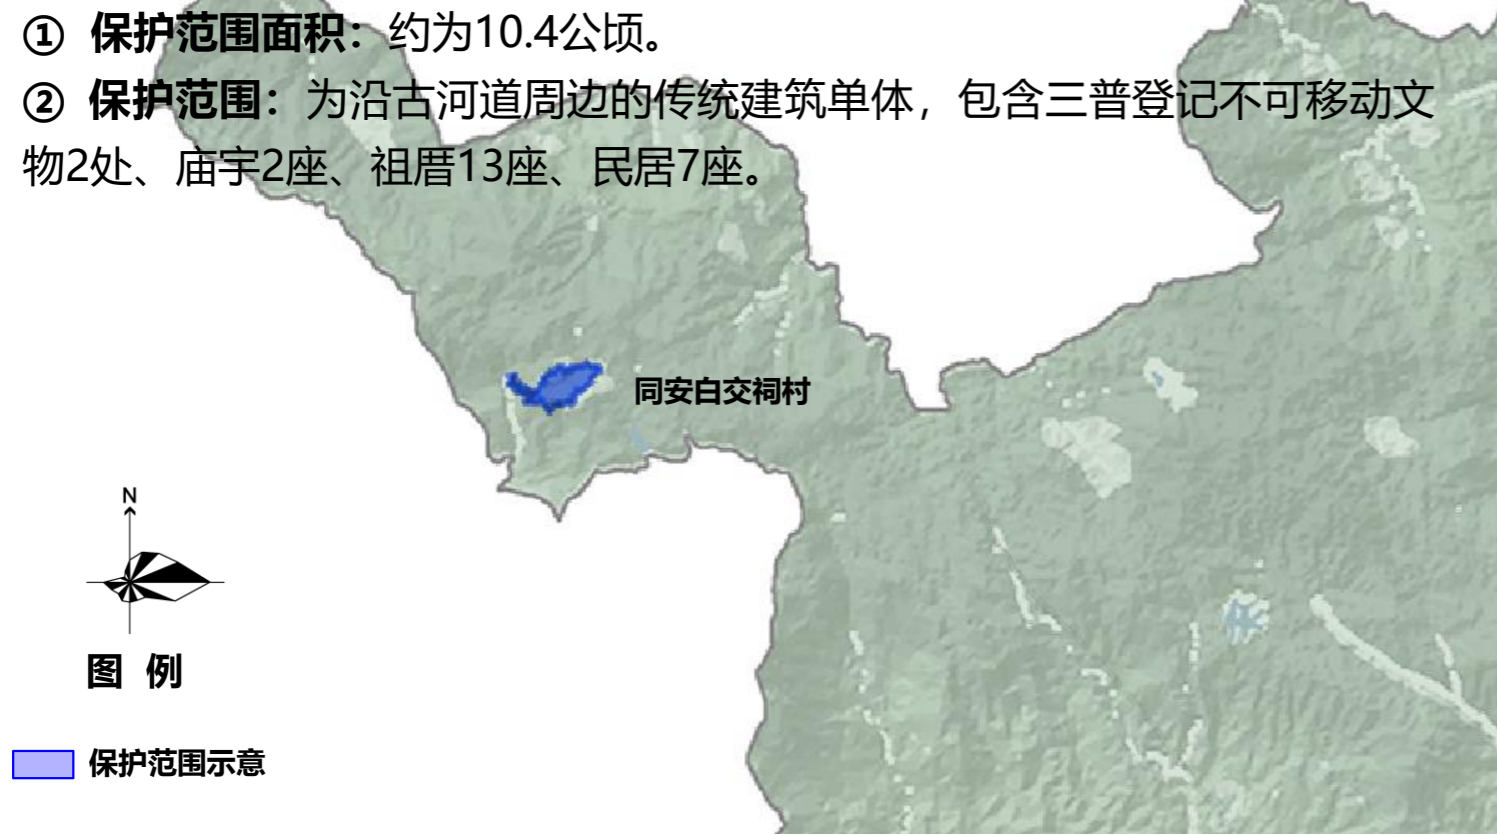 ① 保护范围面积：约为10.4公顷。
② 保护范围：为沿古河道周边的传统建筑单体，包含三普登记不可移动文
物2处、庙宇2座、祖厝13座、民居7座。
同安白交祠村
N
图 例
保护范围示意